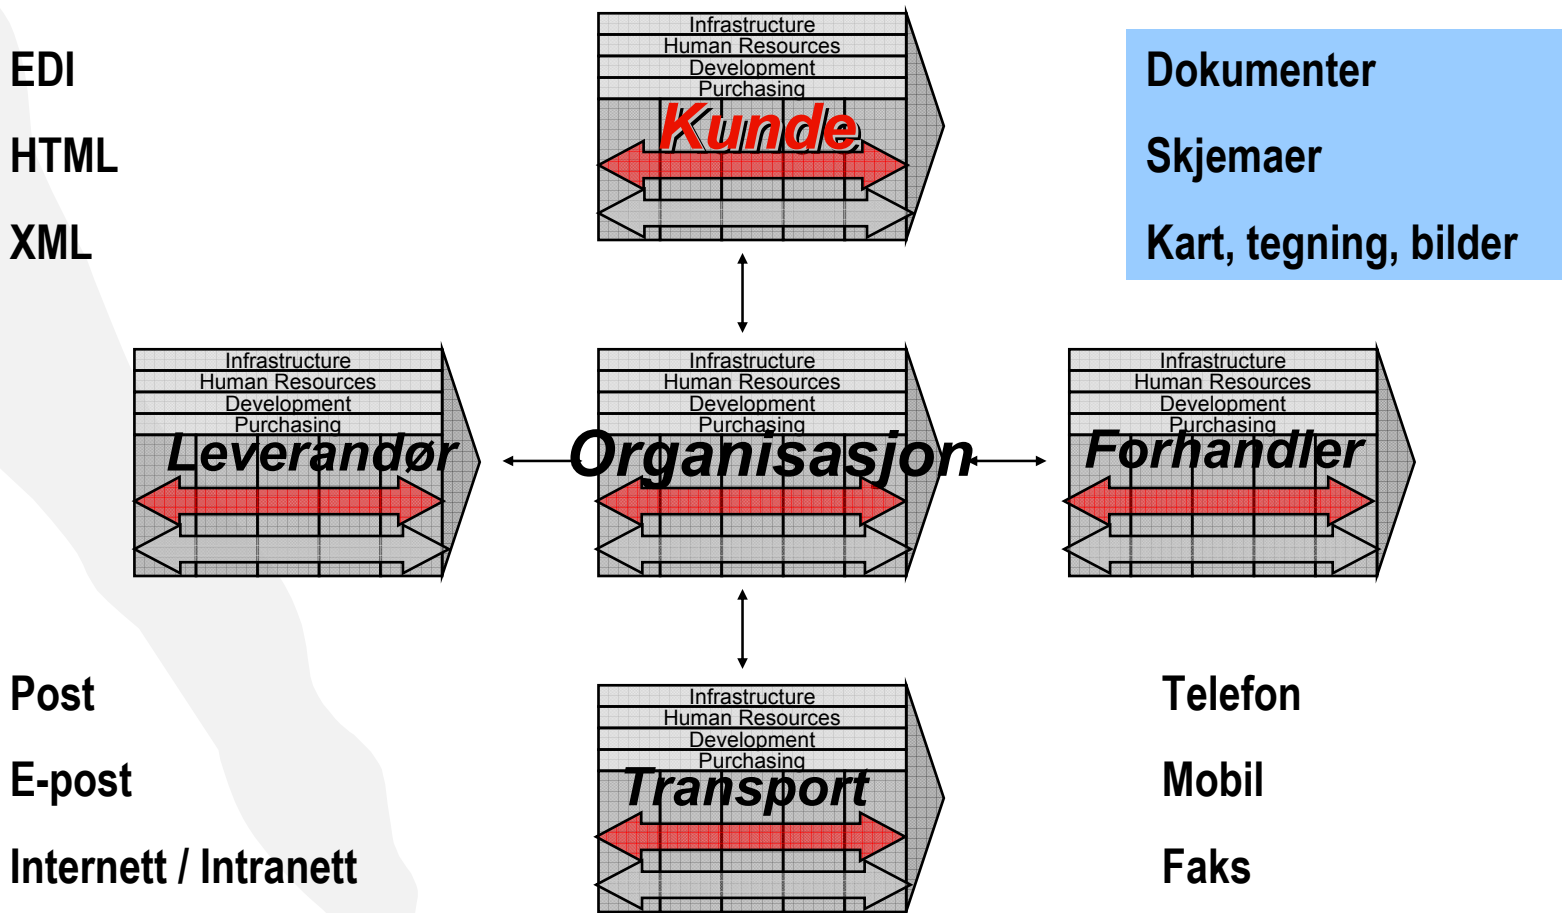 EDI
HTML
XML
Infrastructure
Human Resources
Development
Purchasing
Kunde
Dokumenter
Skjemaer
Kart, tegning, bilder
Infrastructure
Human Resources
Development
Purchasing
Leverandør
Infrastructure
Human Resources
Development
Purchasing
Organisasjon
Infrastructure
Human Resources
Development
Purchasing
Forhandler
Post
E-post
Internett / Intranett
Infrastructure
Human Resources
Development
Purchasing
Transport
Telefon
Mobil
Faks